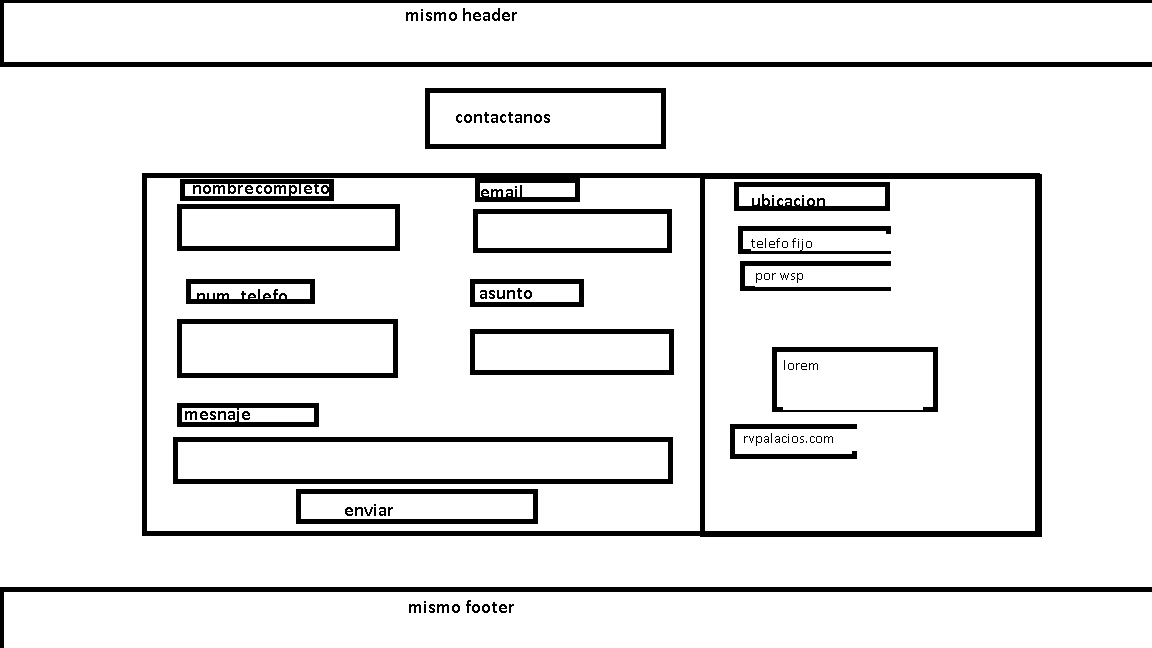 mismo header
contactanos
nombrecompleto
email
num_telefo
asunto
mesnaje
enviar
ubicacion
telefo fijo
por wsp
lorem
rvpalacios.com
mismo footer